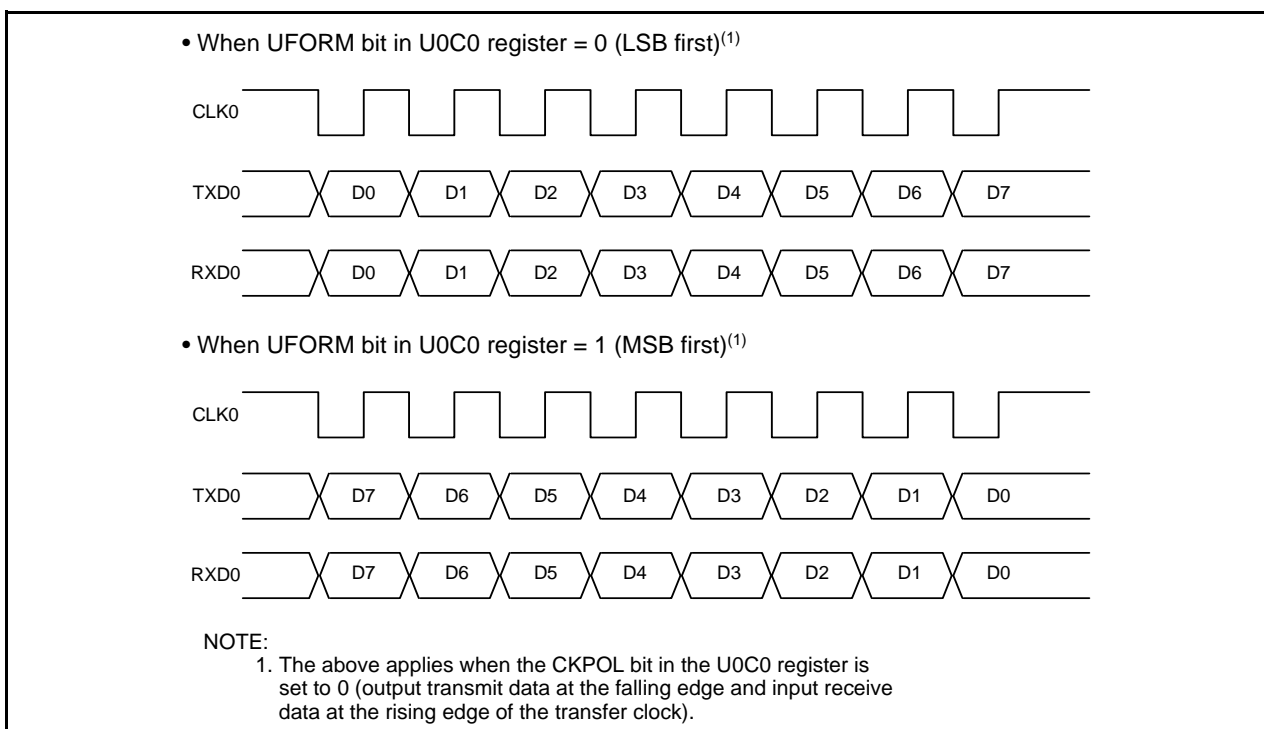 • When UFORM bit in U0C0 register = 0 (LSB first)(1)
CLK0
TXD0 D0 D1 D2 D3 D4 D5 D6 D7
RXD0 D0 D1 D2 D3 D4 D5 D6 D7
• When UFORM bit in U0C0 register = 1 (MSB first)(1)
CLK0
TXD0 D7 D6 D5 D4 D3 D2 D1 D0
RXD0 D7 D6 D5 D4 D3 D2 D1 D0
NOTE:
1. The above applies when the CKPOL bit in the U0C0 register is
set to 0 (output transmit data at the falling edge and input receive
data at the rising edge of the transfer clock).